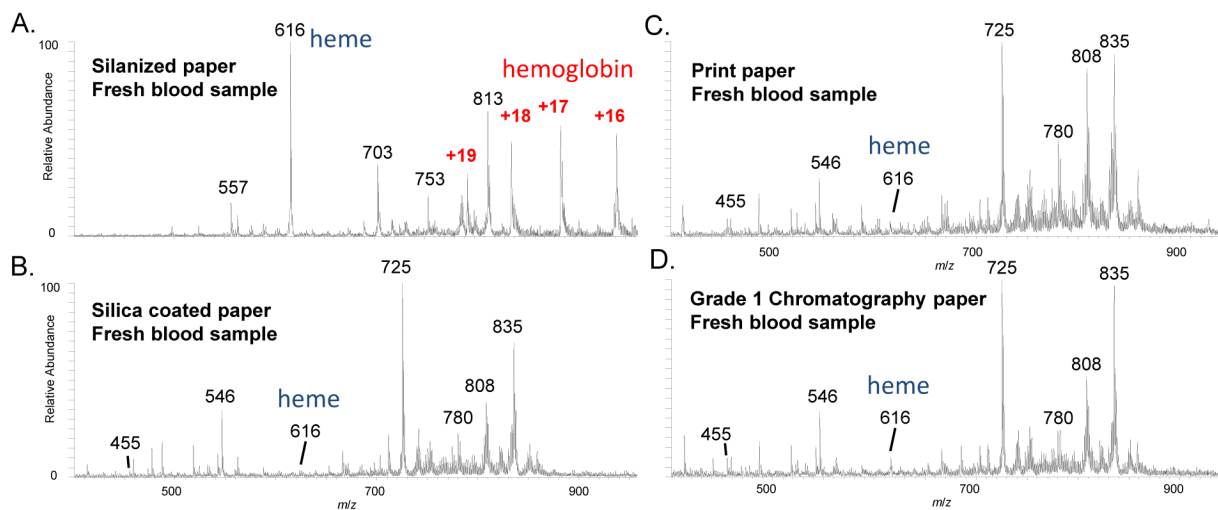 A.
Silanized paper
Fresh blood sample
616
heme
hemoglobin
557
703
753
813
+19
+18
+17
+16
100
0
Relative Abundance
B.
Silica coated paper
Fresh blood sample
725
835
808
780
546
heme
616
455
100
0
Relative Abundance
500
700
900
m/z
C.
Print paper
Fresh blood sample
725
835
808
780
546
heme
616
455
500
700
900
m/z
D.
Grade 1 Chromatography paper
Fresh blood sample
725
835
808
780
546
heme
616
455
500
700
900
m/z